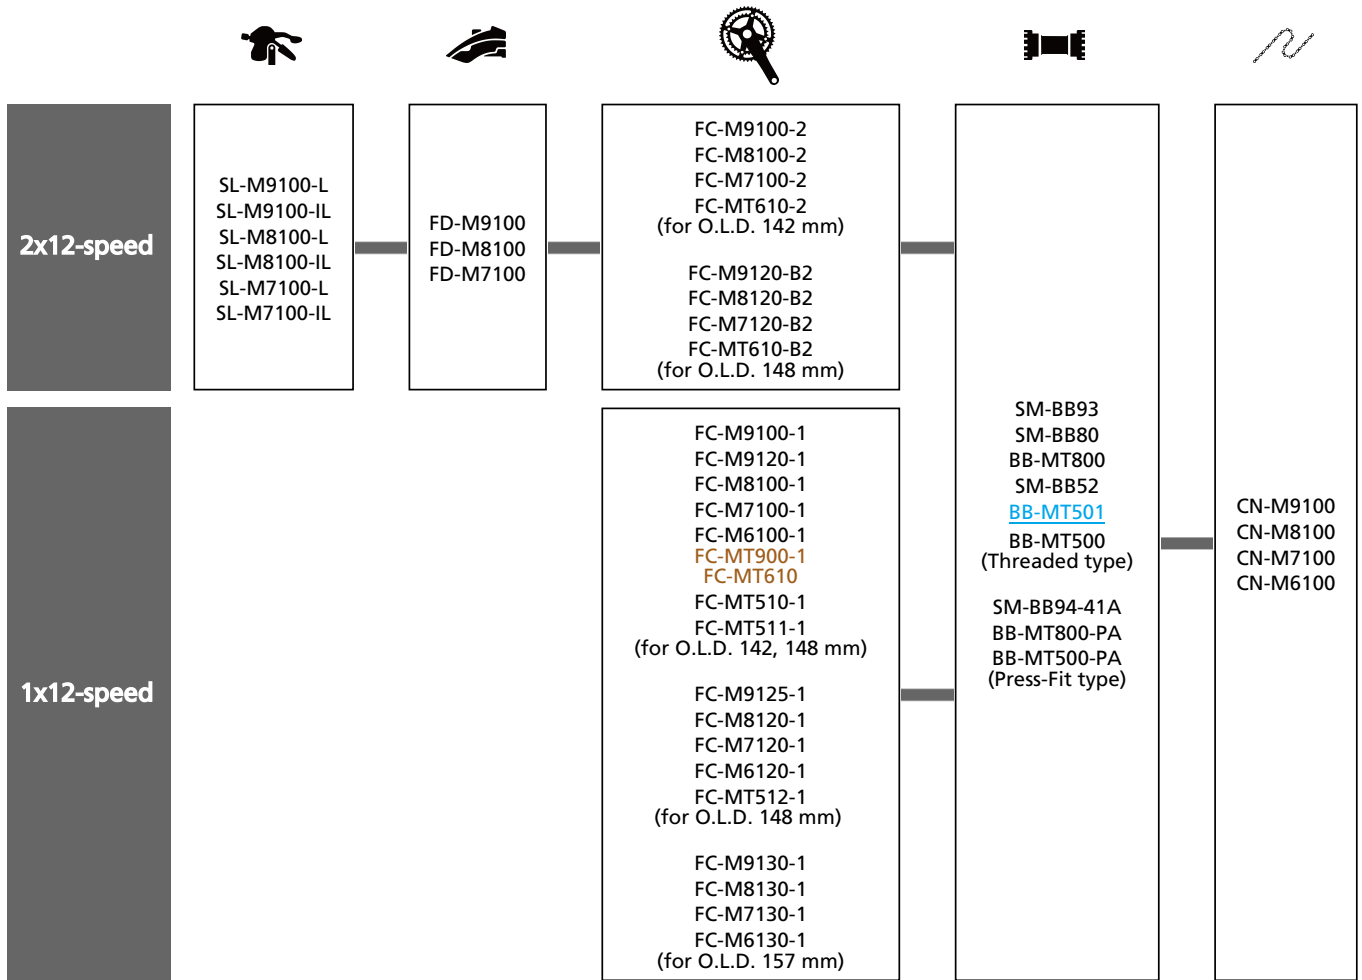 2x12-speed
SL-M9100-L
SL-M9100-IL
SL-M8100-L
SL-M8100-IL
SL-M7100-L
SL-M7100-IL
FD-M9100
FD-M8100
FD-M7100
FC-M9100-2
FC-M8100-2
FC-M7100-2
FC-MT610-2
(for O.L.D. 142 mm)
FC-M9120-B2
FC-M8120-B2
FC-M7120-B2
FC-MT610-B2
(for O.L.D. 148 mm)
1x12-speed
FC-M9100-1
FC-M9120-1
FC-M8100-1
FC-M7100-1
FC-M6100-1
FC-MT900-1
FC-MT610
FC-MT510-1
FC-MT511-1
(for O.L.D. 142, 148 mm)
FC-M9125-1
FC-M8120-1
FC-M7120-1
FC-M6120-1
FC-MT512-1
(for O.L.D. 148 mm)
FC-M9130-1
FC-M8130-1
FC-M7130-1
FC-M6130-1
(for O.L.D. 157 mm)
SM-BB93
SM-BB80
BB-MT800
SM-BB52
BB-MT501
BB-MT500
(Threaded type)
SM-BB94-41A
BB-MT800-PA
BB-MT500-PA
(Press-Fit type)
CN-M9100
CN-M8100
CN-M7100
CN-M6100